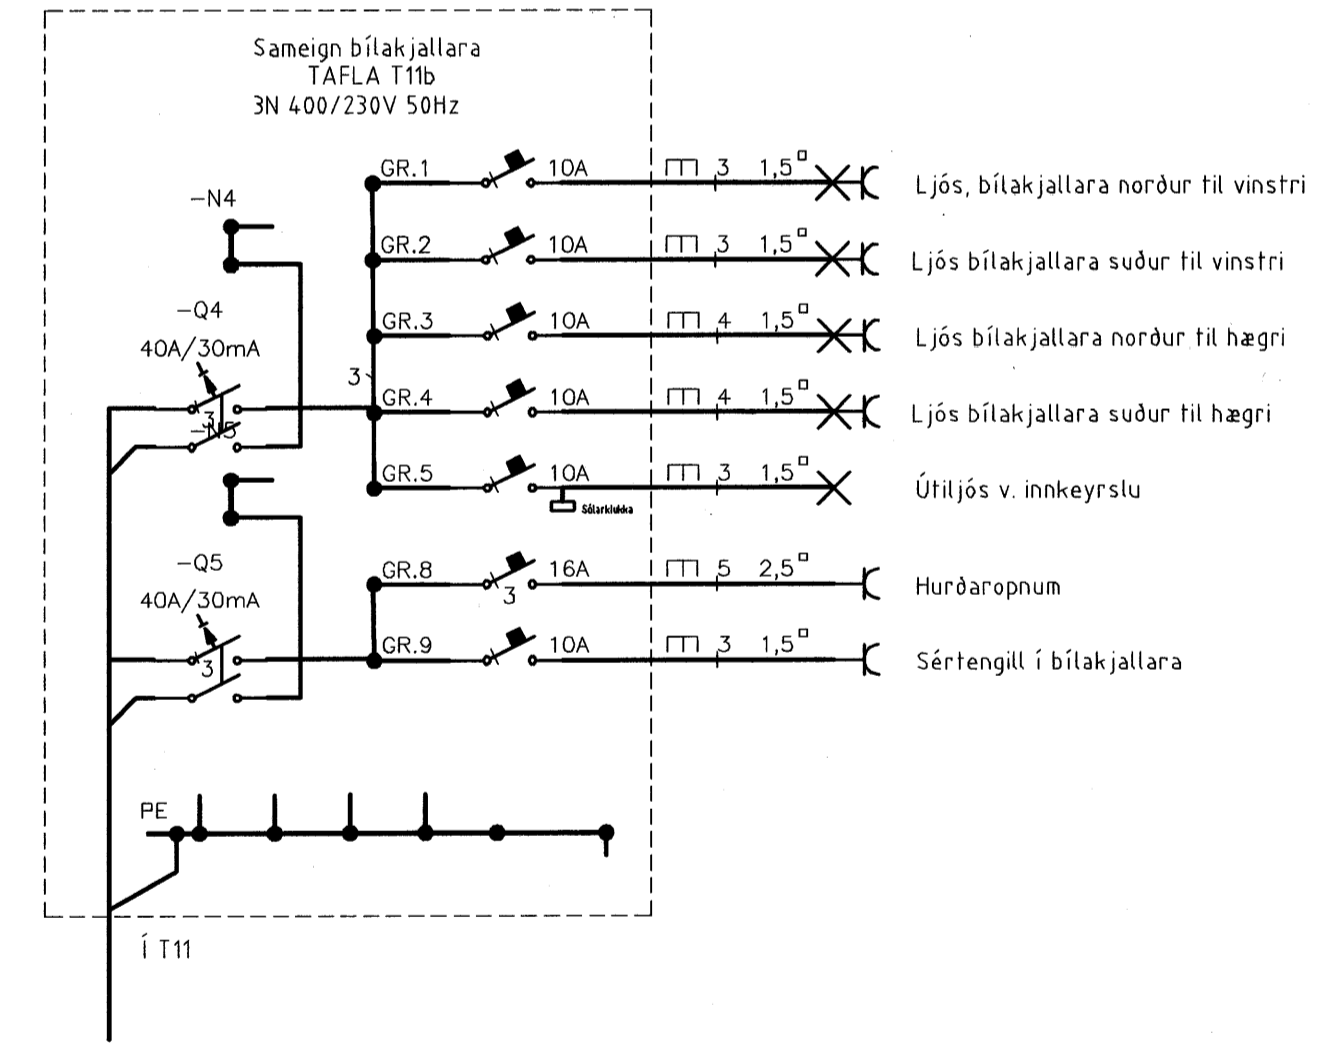 Sameign bílakjallara
TAFLA T11b
3N 400/230V 50Hz
GR.1 10A 3 1,5▫ Ljós, bílakjallara norður til vinstri
-N4
GR.2 10A 3 1,5▫ Ljós bílakjallara suður til vinstri
-Q4
GR.3 10A 4 1,5▫ Ljós bílakjallara norður til hægri
40A/30mA
3
GR.4 10A 4 1,5▫ Ljós bílakjallara suður til hægri
3
-N5
GR.5 10A 3 1,5▫ Útiljós v. innkeyrslu
Sólarklukka
-Q5
GR.8 16A 5 2,5▫ Hurðaropnum
3
40A/30mA
GR.9 10A 3 1,5▫ Sértengill í bílakjallara
3
PE
Í T11